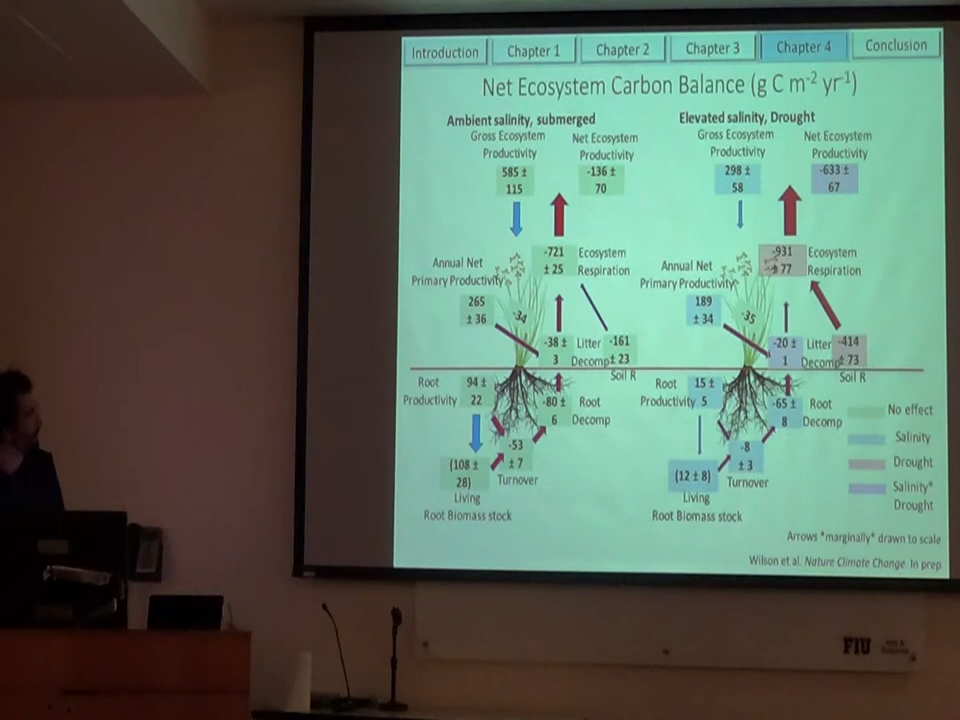 Introduction
Chapter 1
Chapter 2
Chapter 3
Chapter 4
Conclusion
Net Ecosystem Carbon Balance (g C m⁻² yr⁻¹)
Ambient salinity, submerged
Gross Ecosystem
Productivity
585 ±
115
Net Ecosystem
Productivity
-136 ±
70
-721
± 25
Ecosystem
Respiration
Annual Net
Primary Productivity
265
± 36
-34
-38 ±
3
Litter
Decomp
-161
± 23
Soil R
Root
Productivity
94 ±
22
-80 ±
6
Root
Decomp
-53
± 7
Turnover
(108 ±
28)
Living
Root Biomass stock
Elevated salinity, Drought
Gross Ecosystem
Productivity
298 ±
58
Net Ecosystem
Productivity
-633 ±
67
-931
± 77
Ecosystem
Respiration
Annual Net
Primary Productivity
189
± 34
-35
-20 ±
1
Litter
Decomp
-414
± 73
Soil R
Root
Productivity
15 ±
5
-65 ±
8
Root
Decomp
-8
± 3
Turnover
(12 ± 8)
Living
Root Biomass stock
No effect
Salinity
Drought
Salinity*
Drought
Arrows *marginally* drawn to scale
Wilson et al. Nature Climate Change. In prep
FIU